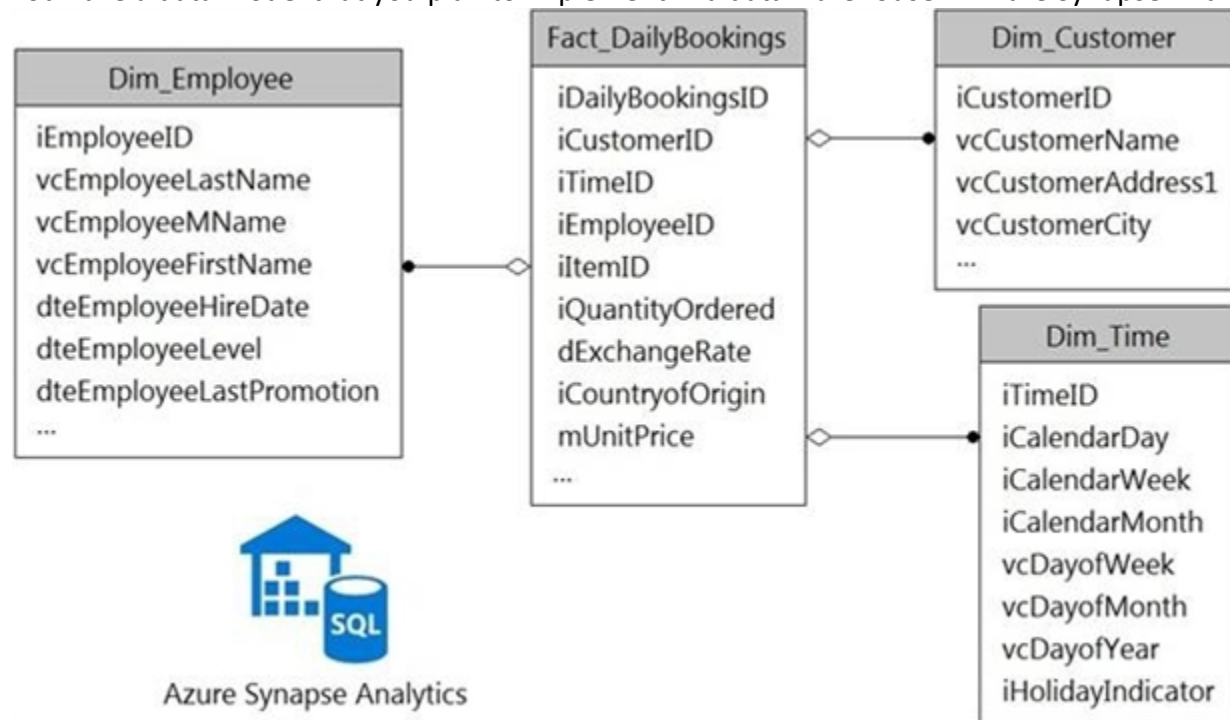 Dim_Employee
iEmployeeID
vcEmployeeLastName
vcEmployeeMName
vcEmployeeFirstName
dteEmployeeHireDate
dteEmployeeLevel
dteEmployeeLastPromotion
...
Fact_DailyBookings
iDailyBookingsID
iCustomerID
iTimeID
iEmployeeID
iItemID
iQuantityOrdered
dExchangeRate
iCountryofOrigin
mUnitPrice
...
Dim_Customer
iCustomerID
vcCustomerName
vcCustomerAddress1
vcCustomerCity
...
Dim_Time
iTimeID
iCalendarDay
iCalendarWeek
iCalendarMonth
vcDayofWeek
vcDayofMonth
vcDayofYear
iHolidayIndicator
SQL
Azure Synapse Analytics